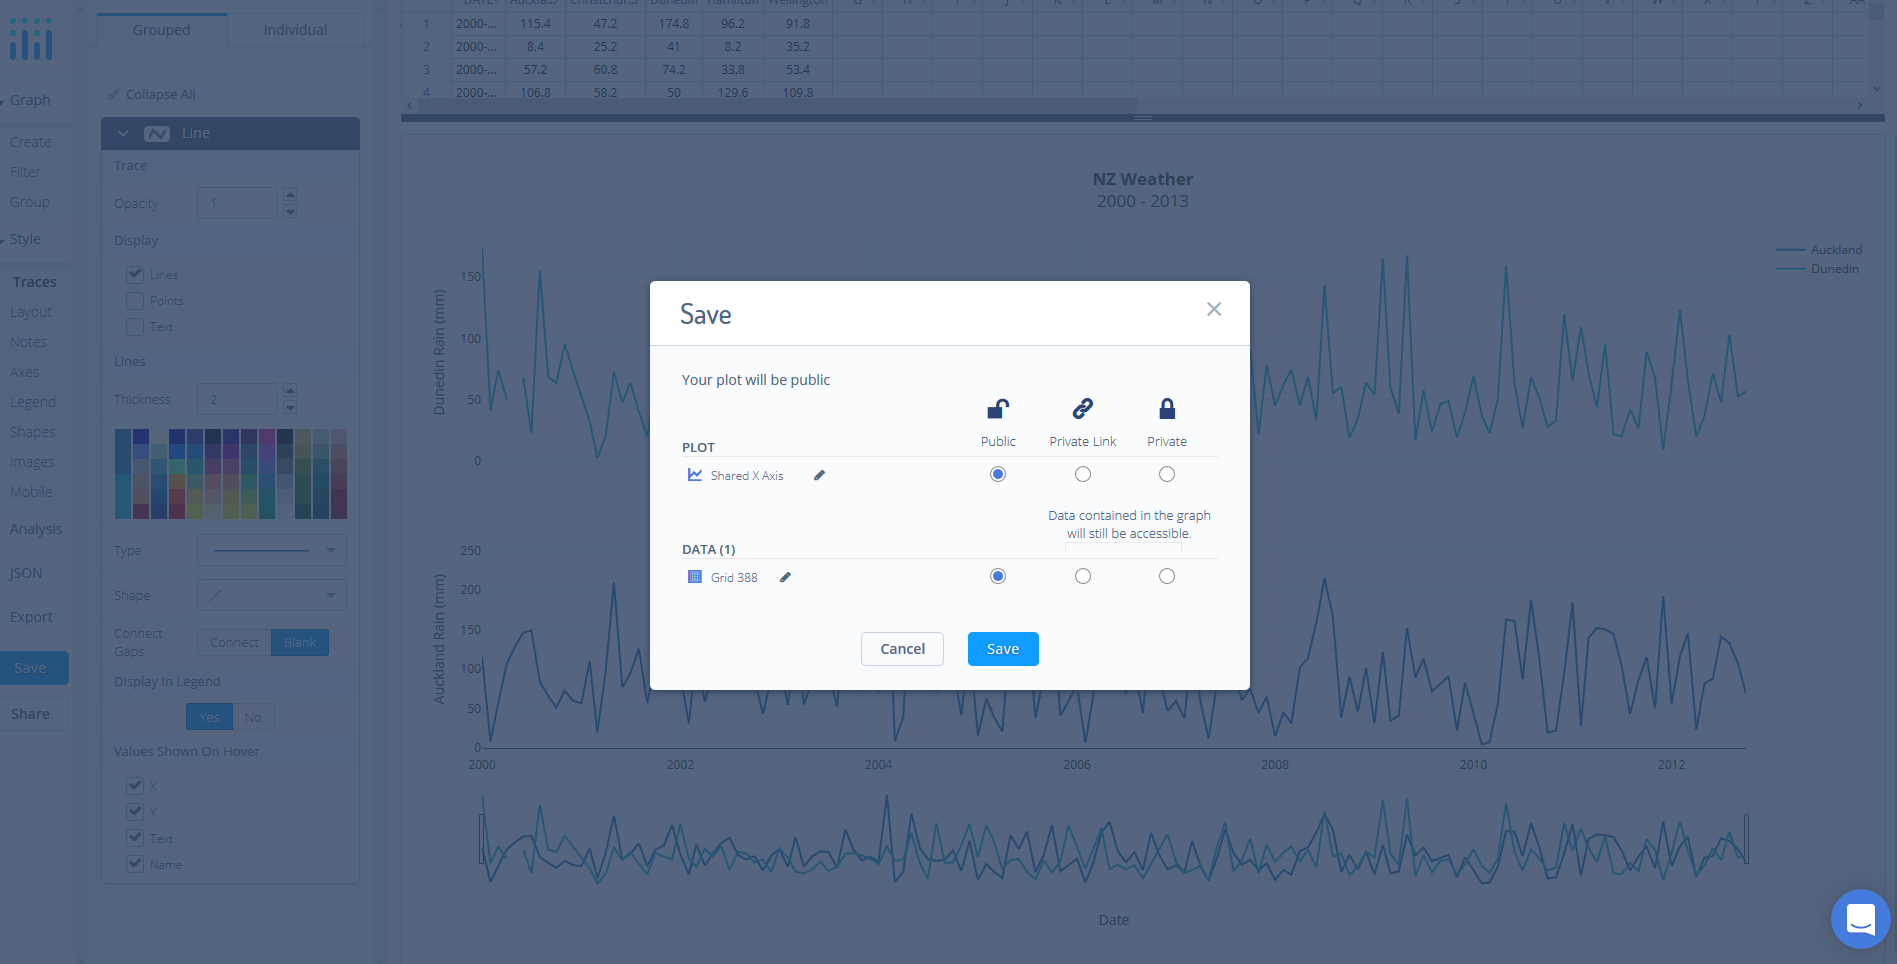 Grouped
Individual
Collapse All
Graph
Create
Filter
Group
Style
Traces
Layout
Notes
Axes
Legend
Shapes
Images
Mobile
Analysis
JSON
Export
Save
Share
Line
Trace
Opacity 1
Display
Lines
Points
Text
Lines
Thickness 2
Type
Shape
Connect Gaps
Connect Blank
Display In Legend
Yes No
Values Shown On Hover
X
Y
Text
Name
1 2000-... 115.4 47.2 174.8 96.2 91.8
2 2000-... 8.4 25.2 41 8.2 35.2
3 2000-... 57.2 60.8 74.2 33.8 53.4
4 2000-... 106.8 58.2 50 129.6 109.8
NZ Weather
2000 - 2013
Auckland
Dunedin
Dunedin Rain (mm)
150
100
50
0
Auckland Rain (mm)
250
200
150
100
50
0
2000 2002 2004 2006 2008 2010 2012
Date
Save
Your plot will be public
Public Private Link Private
PLOT
Shared X Axis
Data contained in the graph
will still be accessible.
DATA (1)
Grid 388
Cancel Save